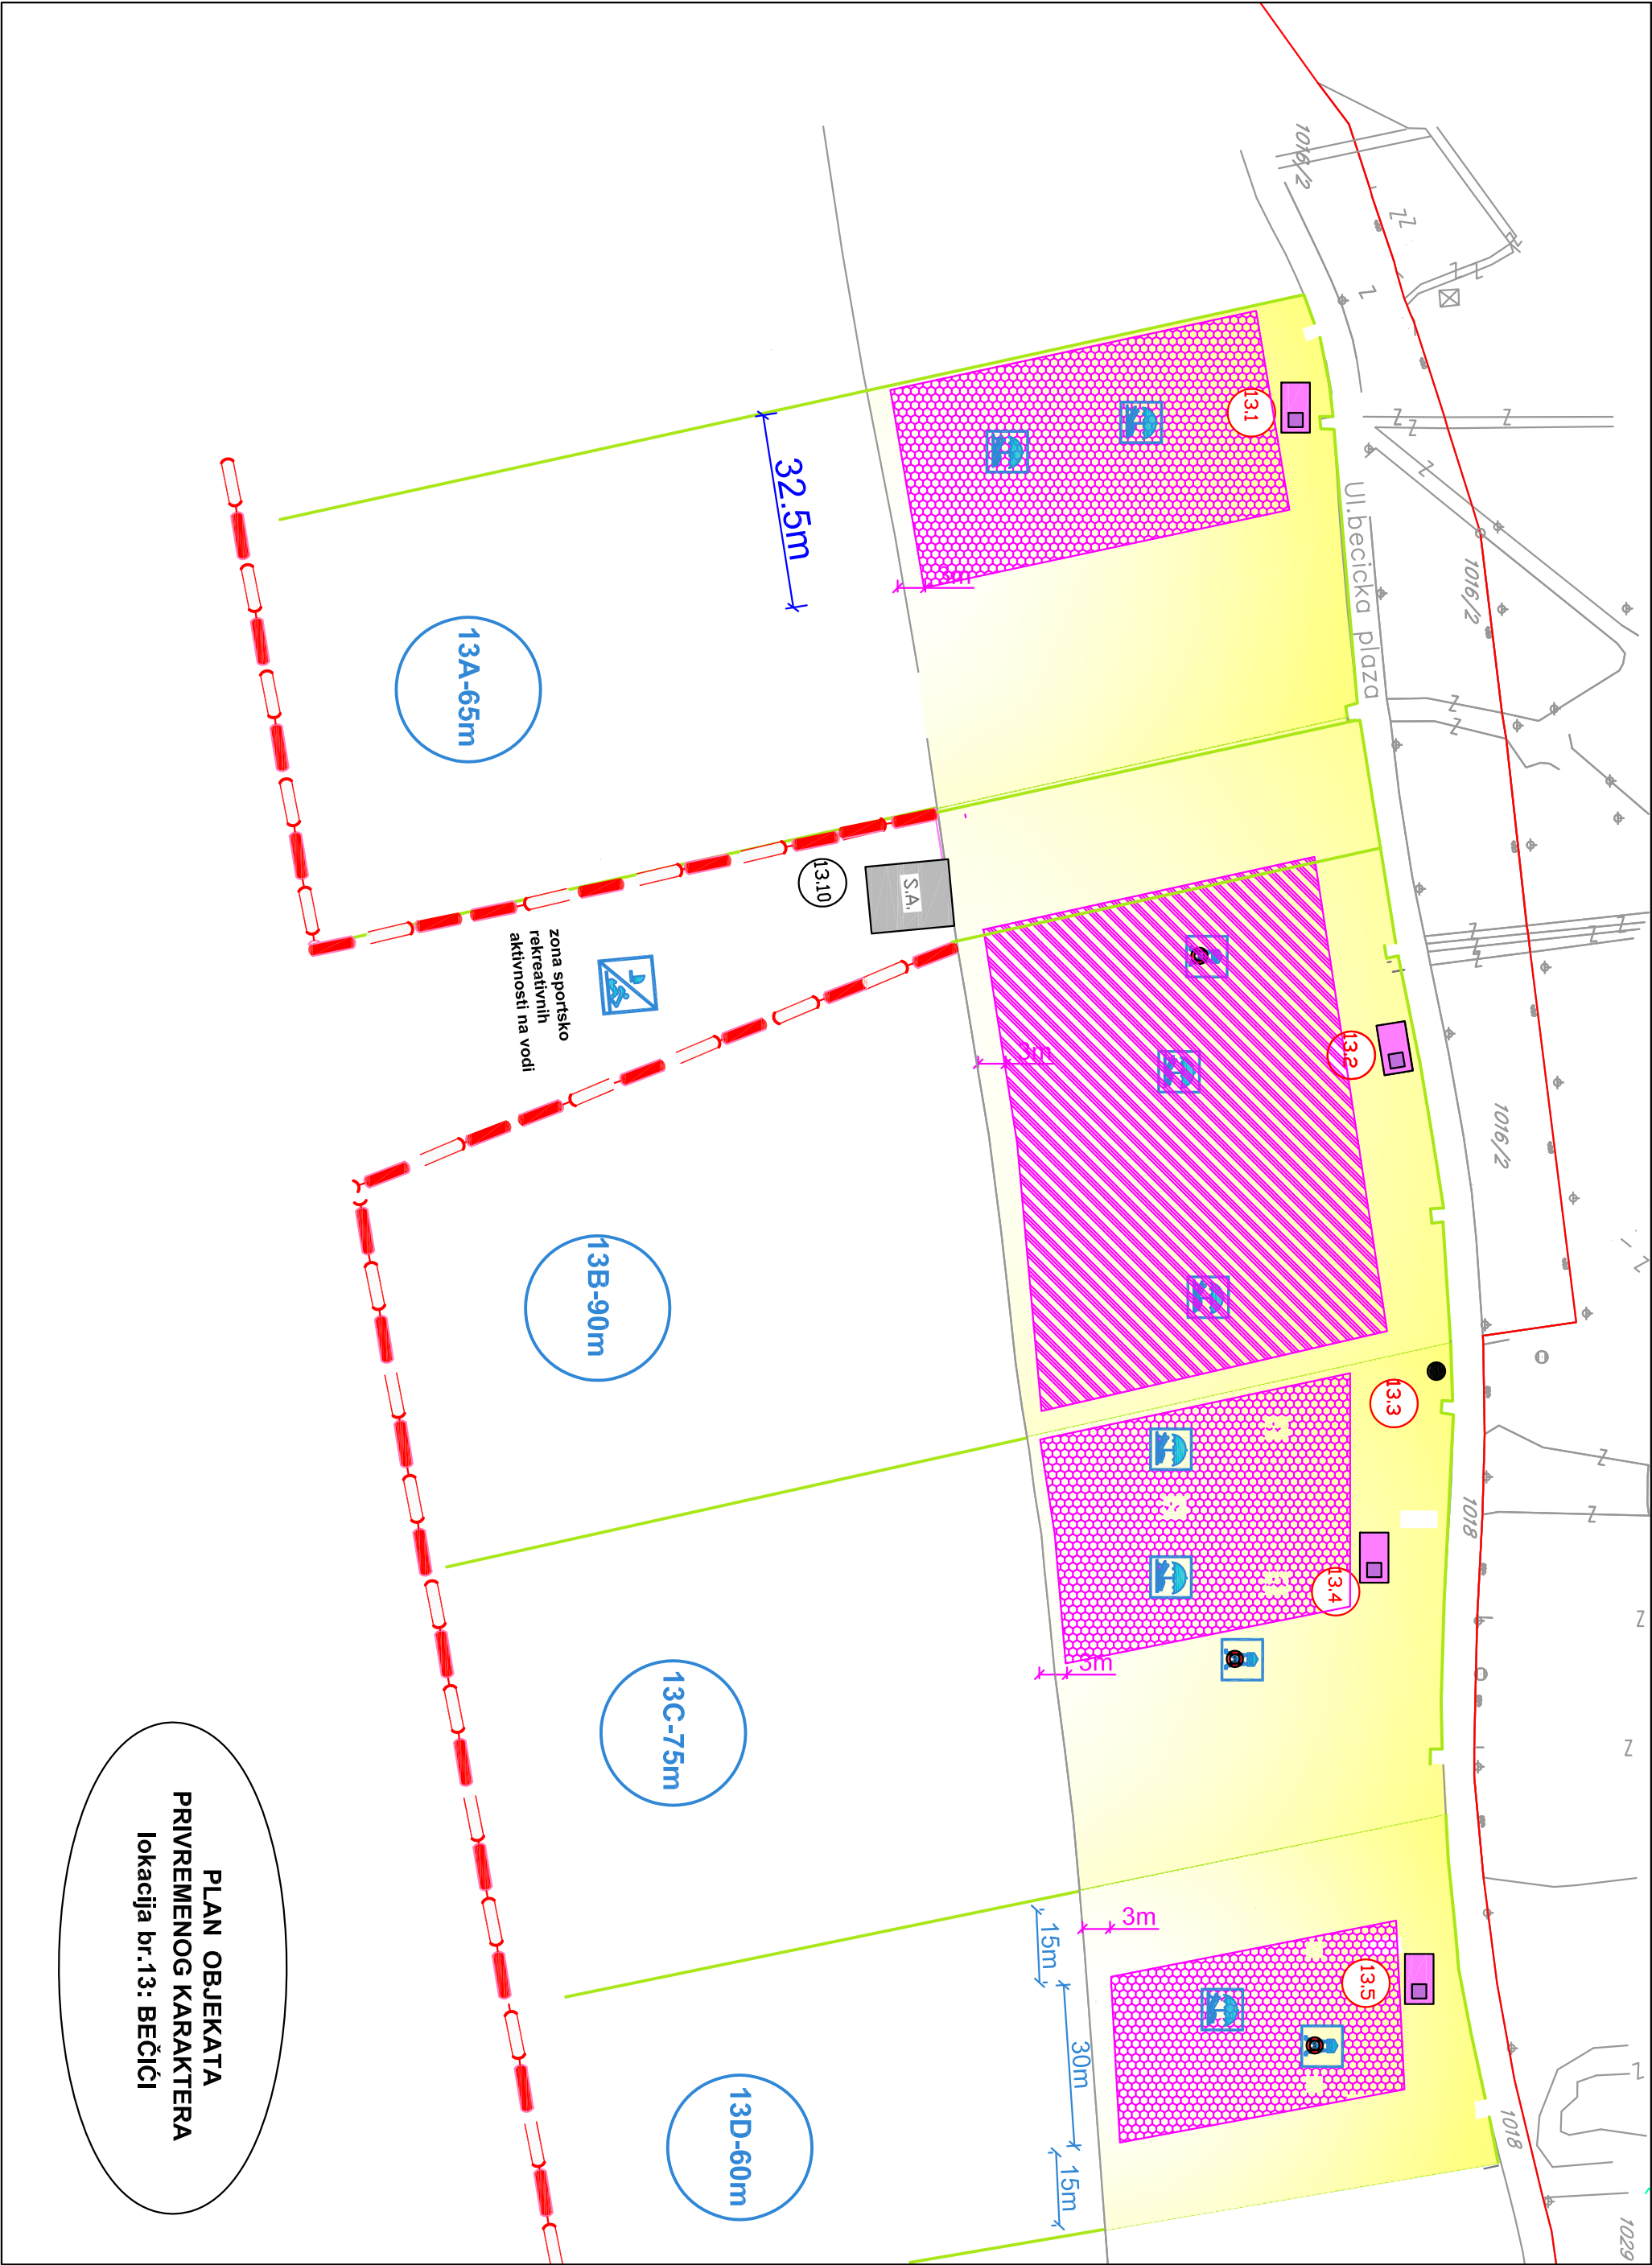 1016/2
Ul.becicka plaza
1016/2
1016/2
1018
1018
1029
13.1
32.5m
3m
13A-65m
13.10
S.A.
zona sportsko
rekreativnih
aktivnosti na vodi
13.2
3m
13B-90m
13.3
13.4
3m
13C-75m
3m
15m
30m
15m
13.5
13D-60m
PLAN OBJEKATA
PRIVREMENOG KARAKTERA
lokacija br.13: BEČIĆI